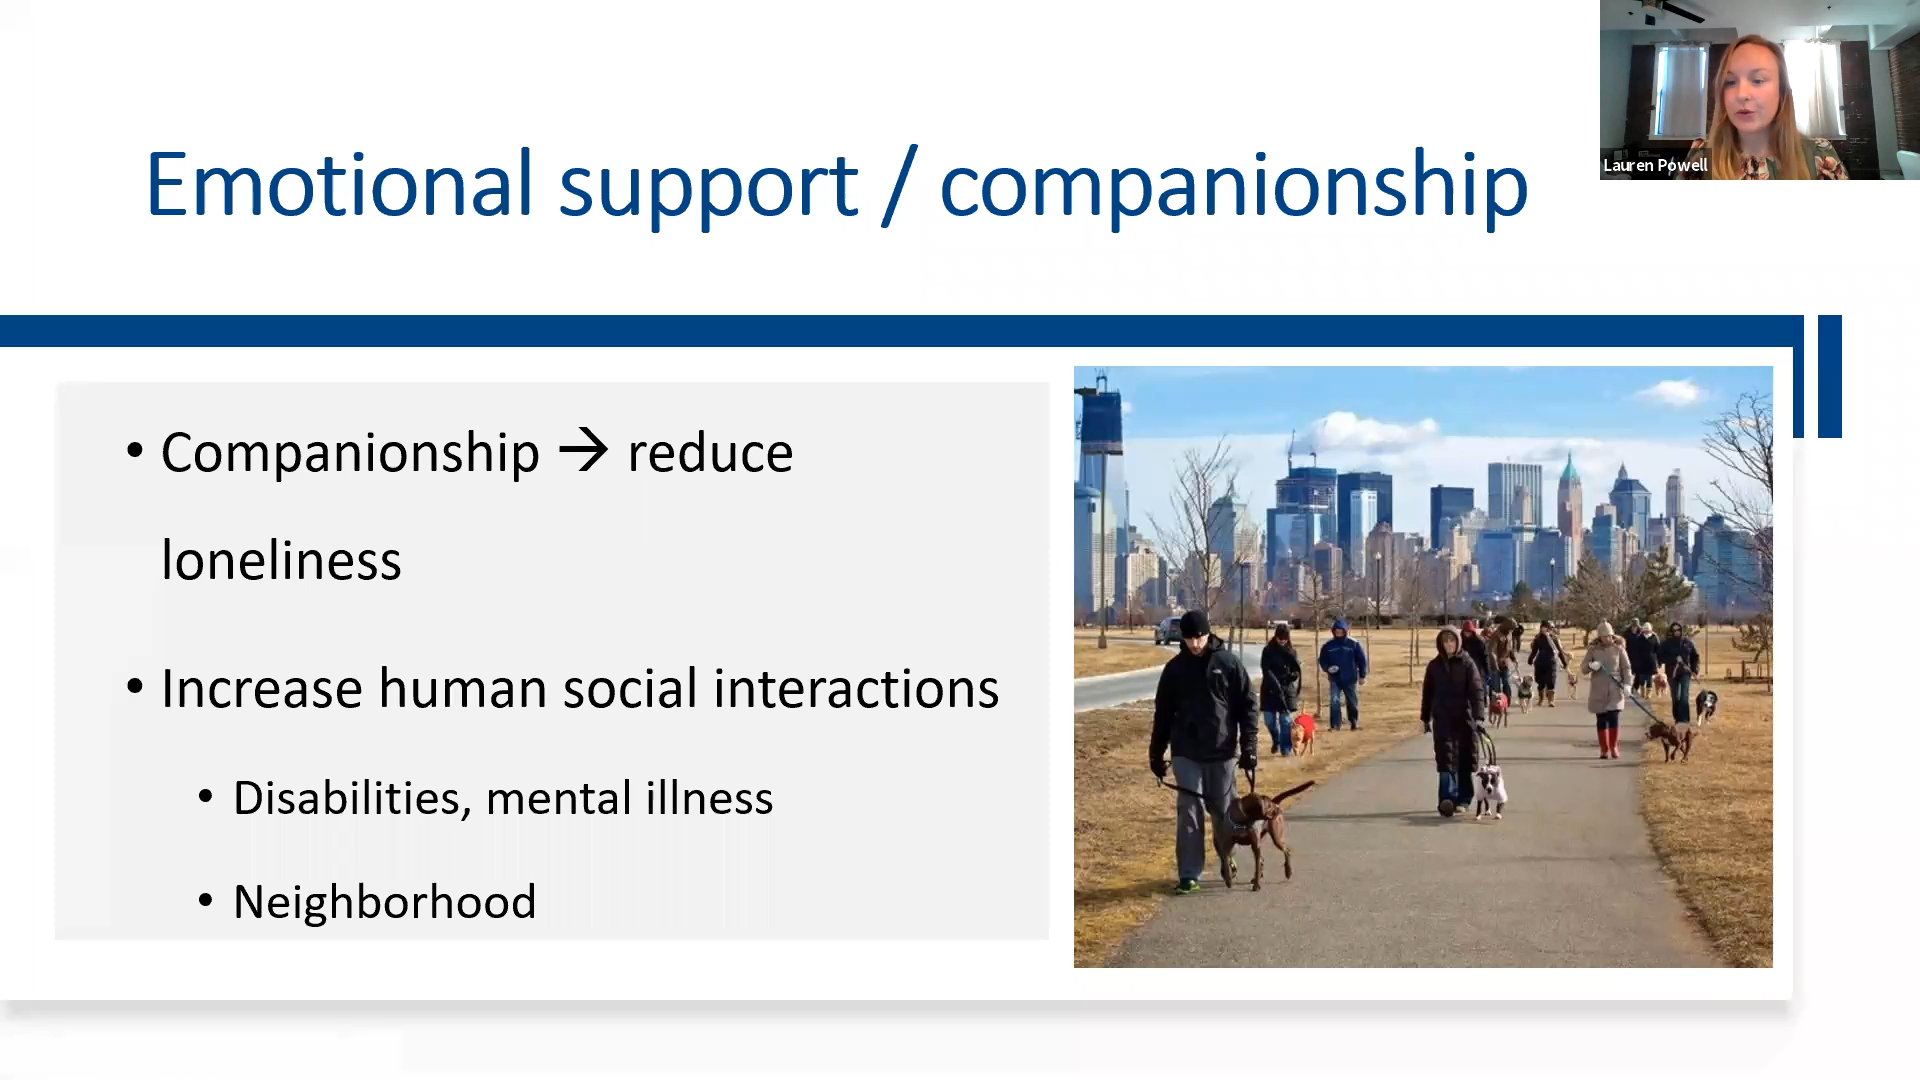 Emotional support / companionship
Lauren Powell
• Companionship → reduce
loneliness
• Increase human social interactions
• Disabilities, mental illness
• Neighborhood